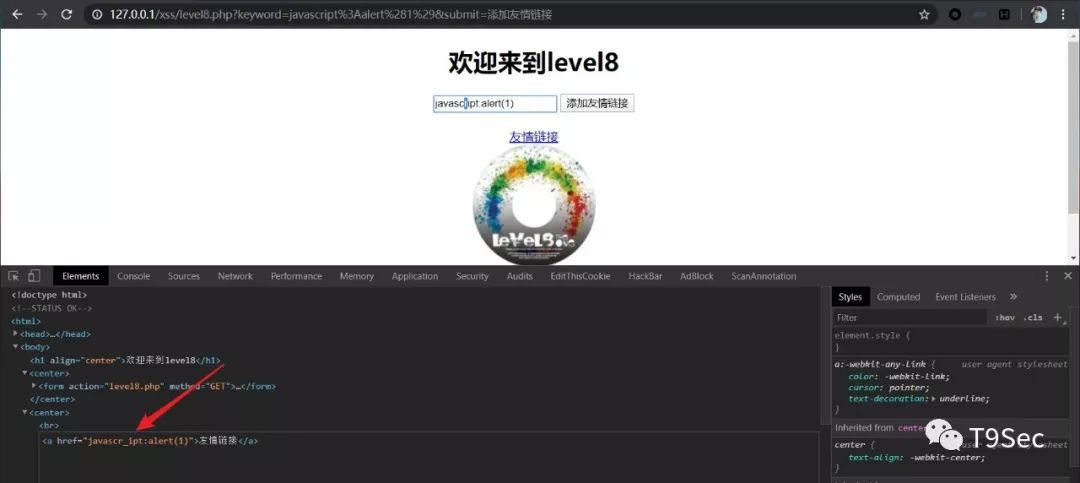 127.0.0.1/xss/level8.php?keyword=javascript%3Aalert%281%29&submit=添加友情链接
欢迎来到level8
javascript:alert(1) 添加友情链接
友情链接
LeVeL8
Elements Console Sources Network Performance Memory Application Security Audits EditThisCookie HackBar AdBlock ScanAnnotation
<!doctype html>
<!--STATUS OK-->
<html>
<head>…</head>
<body>
<h1 align="center">欢迎来到level8</h1>
<center>
<form action="level8.php" method="GET">…</form>
</center>
<center>
<br>
<a href="javascr_ipt:alert(1)">友情链接</a>
Styles Computed Event Listeners »
Filter :hov .cls +
element.style {
}
a:-webkit-any-link { user agent stylesheet
color: -webkit-link;
cursor: pointer;
text-decoration: underline;
}
Inherited from center
center { user agent stylesheet
text-align: -webkit-center;
}
T9Sec